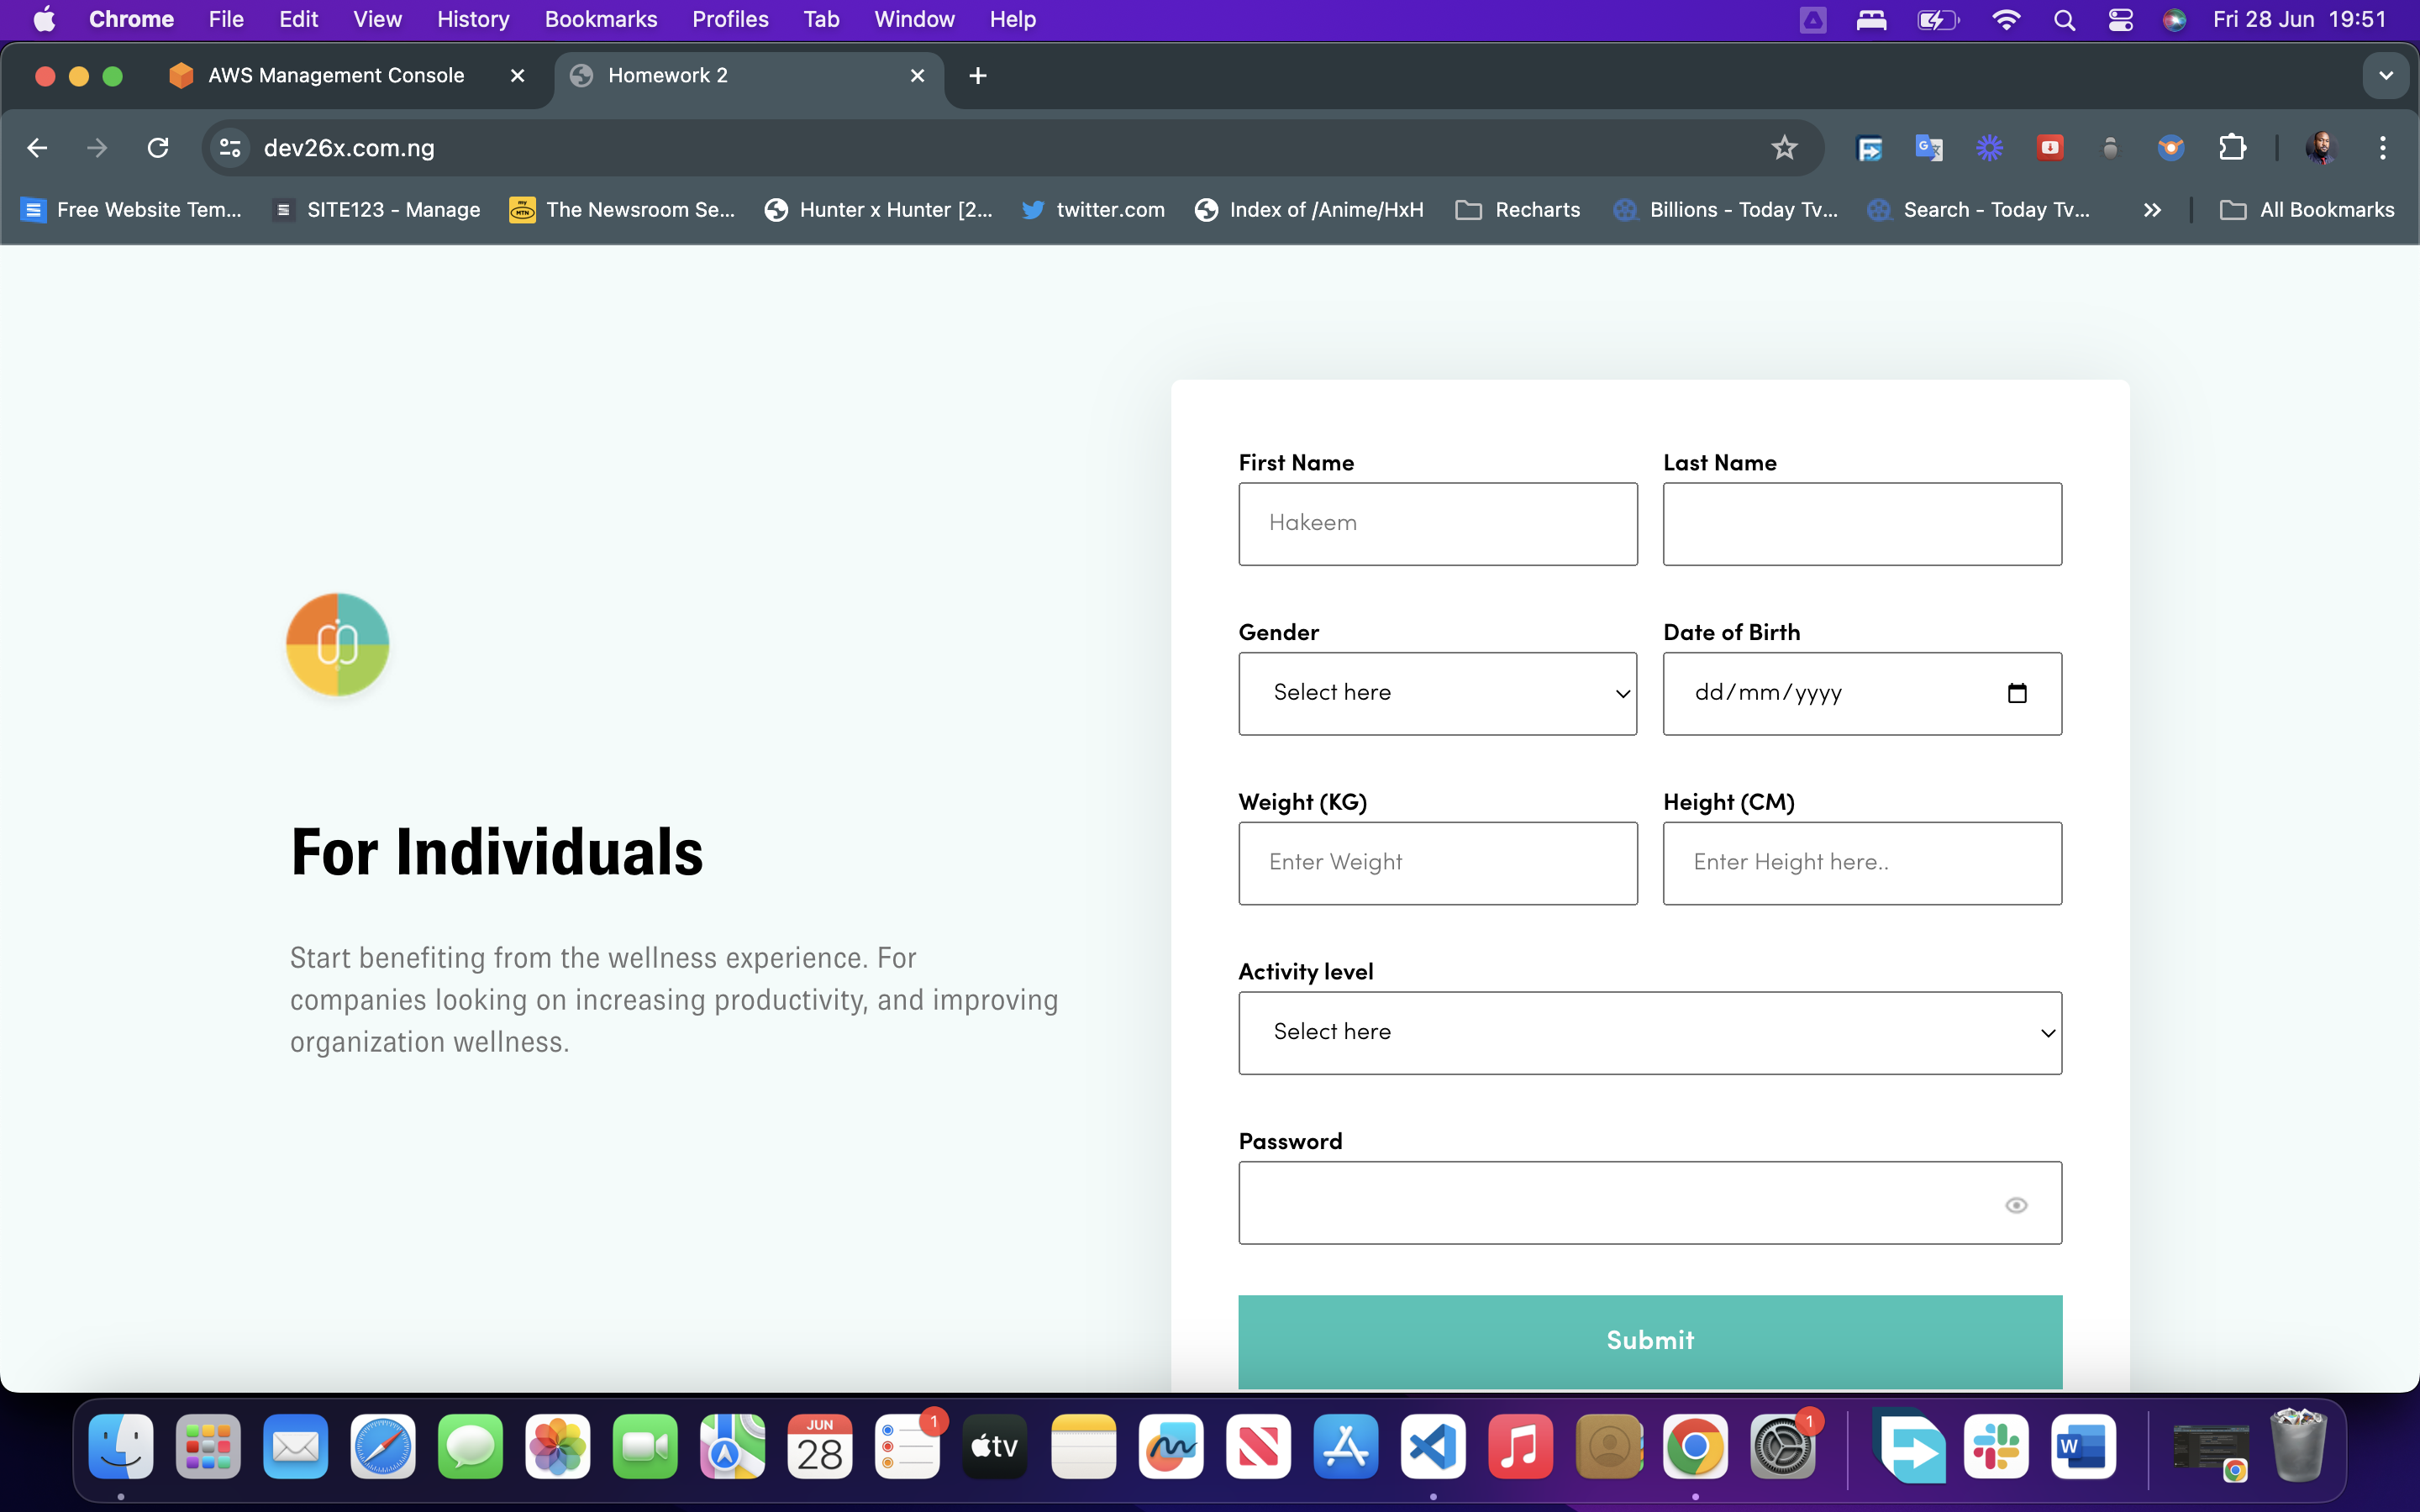 Chrome File Edit View History Bookmarks Profiles Tab Window Help Fri 28 Jun 19:51
AWS Management Console Homework 2
dev26x.com.ng
Free Website Tem... SITE123 - Manage my MTN The Newsroom Se... Hunter x Hunter [2... twitter.com Index of /Anime/HxH Recharts Billions - Today Tv... Search - Today Tv... All Bookmarks
For Individuals
Start benefiting from the wellness experience. For
companies looking on increasing productivity, and improving
organization wellness.
First Name Last Name
Hakeem
Gender Date of Birth
Select here dd/mm/yyyy
Weight (KG) Height (CM)
Enter Weight Enter Height here..
Activity level
Select here
Password
Submit
JUN 1 tv 1
28 W